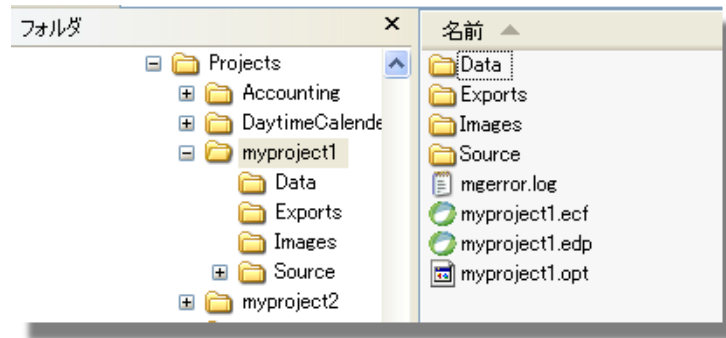 フォルダ
Projects
Accounting
DaytimeCalende
myproject1
Data
Exports
Images
Source
myproject2
名前
Data
Exports
Images
Source
mgerror.log
myproject1.ecf
myproject1.edp
myproject1.opt